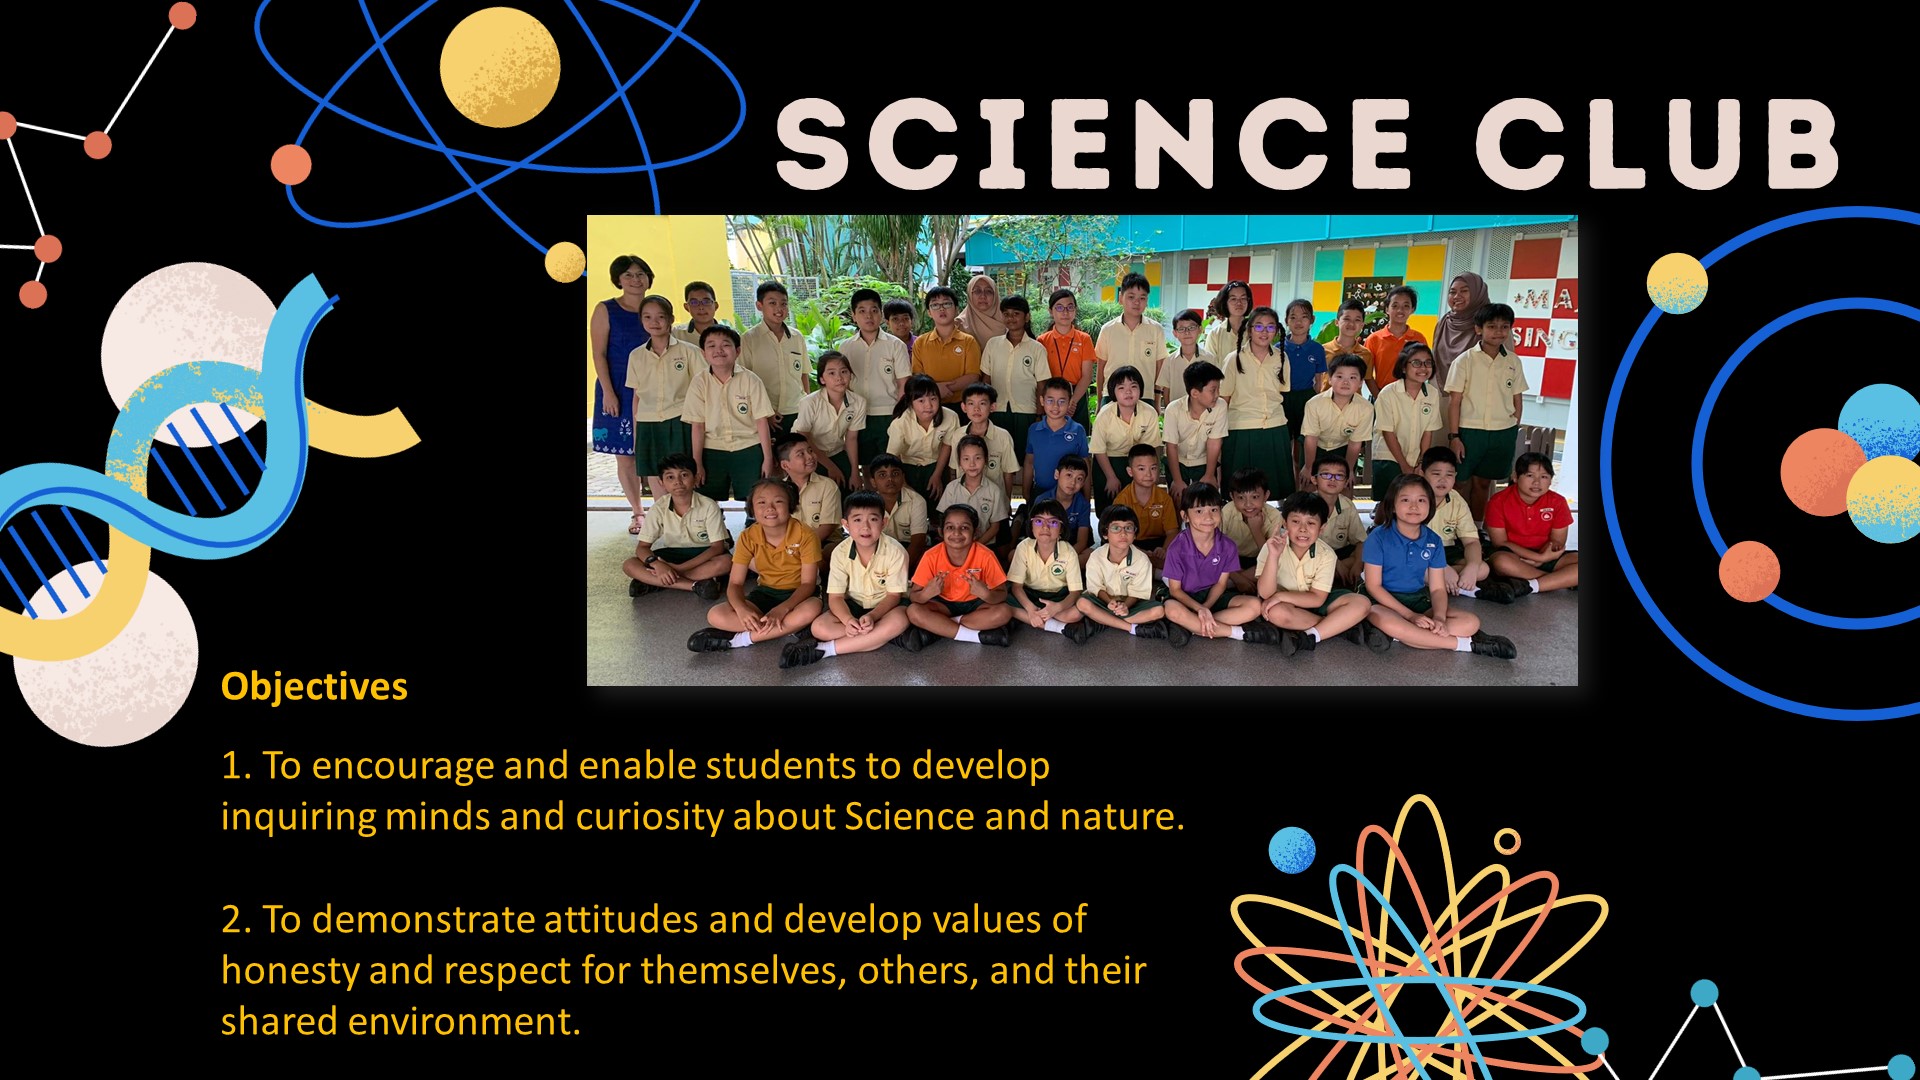 SCIENCE CLUB
Objectives
1. To encourage and enable students to develop
inquiring minds and curiosity about Science and nature.
2. To demonstrate attitudes and develop values of
honesty and respect for themselves, others, and their
shared environment.